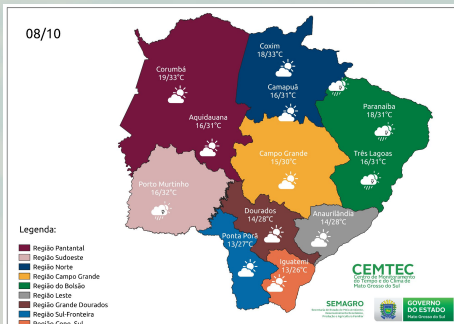 08/10
Coxim
18/33°C
Corumbá
19/33°C
Camapuã
16/31°C
Paranaíba
18/31°C
Aquidauana
16/31°C
Campo Grande
15/30°C
Três Lagoas
16/31°C
Porto Murtinho
16/32°C
Dourados
14/28°C
Anaurilândia
14/28°C
Ponta Porã
13/27°C
Iguatemi
13/26°C
Legenda:
Região Pantantal
Região Sudoeste
Região Norte
Região Campo Grande
Região do Bolsão
Região Leste
Região Grande Dourados
Região Sul-Fronteira
Região Cone-Sul
CEMTEC
Centro de Monitoramento
do Tempo e do Clima de
Mato Grosso do Sul
SEMAGRO
GOVERNO
DO ESTADO
Mato Grosso do Sul